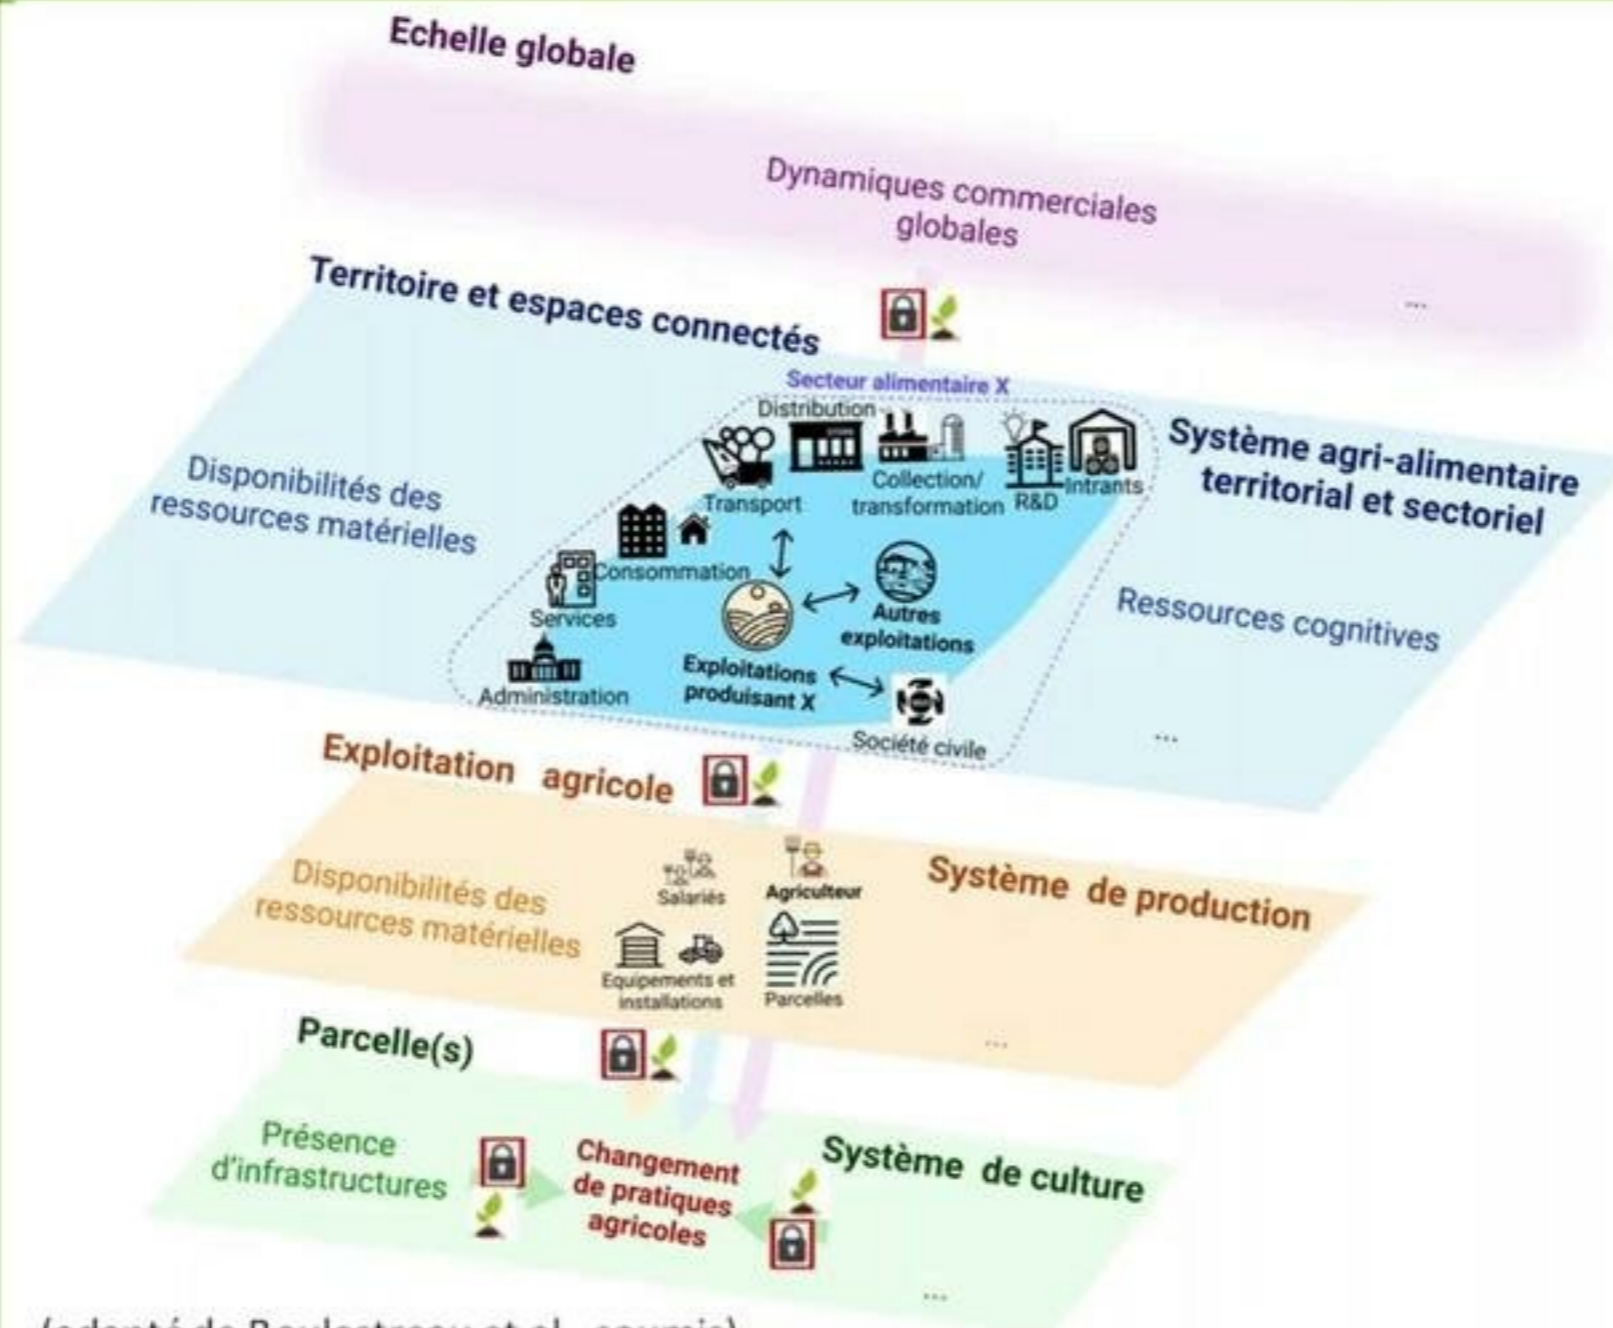 Echelle globale
Dynamiques commerciales
globales
...
Territoire et espaces connectés
Secteur alimentaire X
Distribution
Système agri-alimentaire
territorial et sectoriel
Disponibilités des
ressources matérielles
Transport
Collection/
transformation
R&D
Intrants
Consommation
Services
Autres
exploitations
Ressources cognitives
Administration
Exploitations
produisant X
Société civile
...
Exploitation agricole
Disponibilités des
ressources matérielles
Salariés
Agriculteur
Système de production
Equipements et
installations
Parcelles
...
Parcelle(s)
Présence
d'infrastructures
Changement
de pratiques
agricoles
Système de culture
...